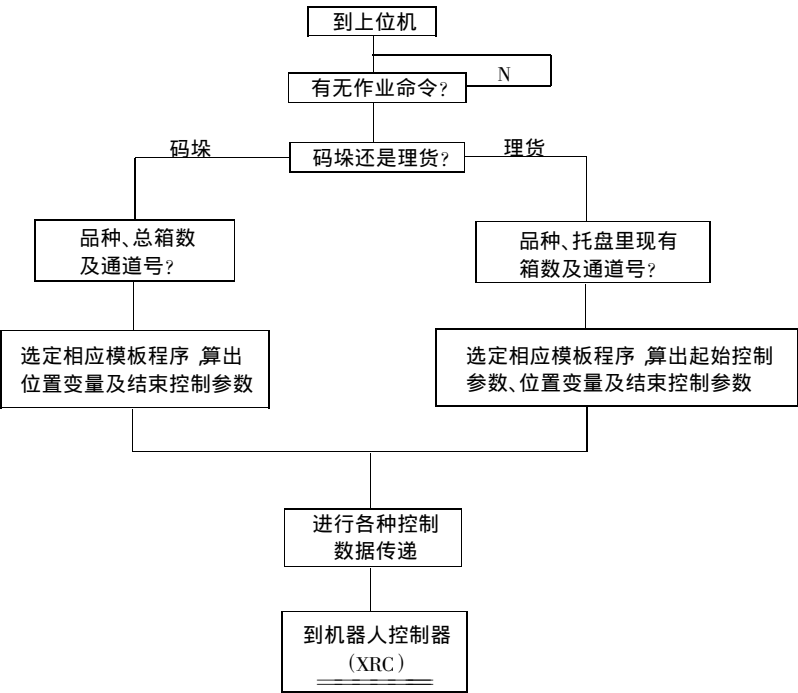 到上位机
N
有无作业命令?
码垛
码垛还是理货?
理货
品种、总箱数
及通道号?
品种、托盘里现有
箱数及通道号?
选定相应模板程序,算出
位置变量及结束控制参数
选定相应模板程序,算出起始控制
参数、位置变量及结束控制参数
进行各种控制
数据传递
到机器人控制器
(XRC)